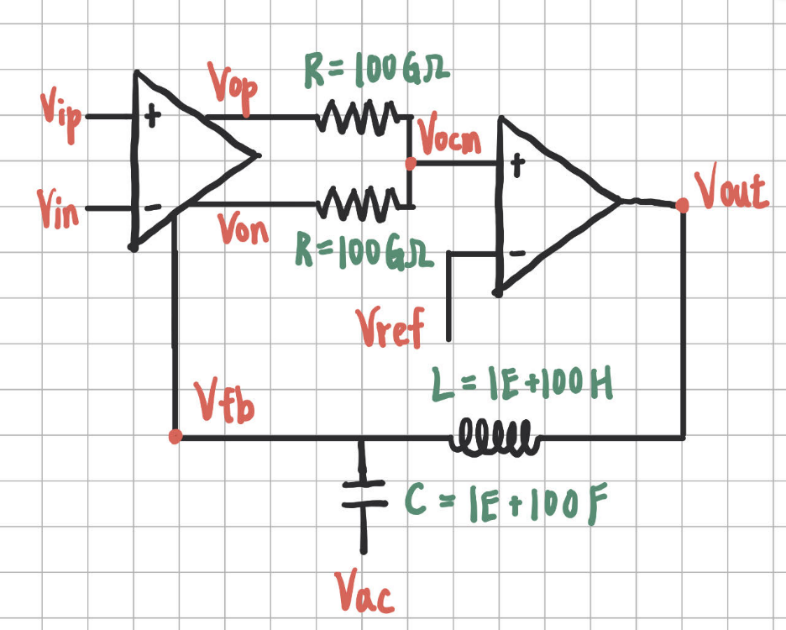 R = 100GΩ
Vop
Vip
+
Vocm
+
Vin
-
Von
R = 100GΩ
Vout
-
Vref
L = 1E+100H
Vfb
C = 1E+100F
Vac